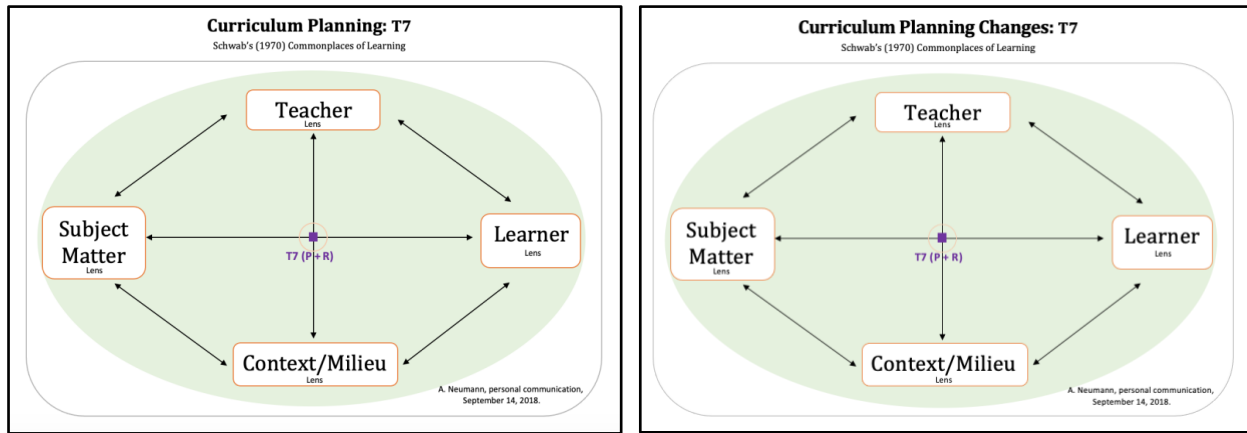 Curriculum Planning: T7
Schwab's (1970) Commonplaces of Learning
Teacher
Lens
Subject
Matter
Lens
Learner
Lens
T7 (P + R)
Context/Milieu
Lens
A. Neumann, personal communication,
September 14, 2018.
Curriculum Planning Changes: T7
Schwab's (1970) Commonplaces of Learning
Teacher
Lens
Subject
Matter
Lens
Learner
Lens
T7 (P + R)
Context/Milieu
Lens
A. Neumann, personal communication,
September 14, 2018.